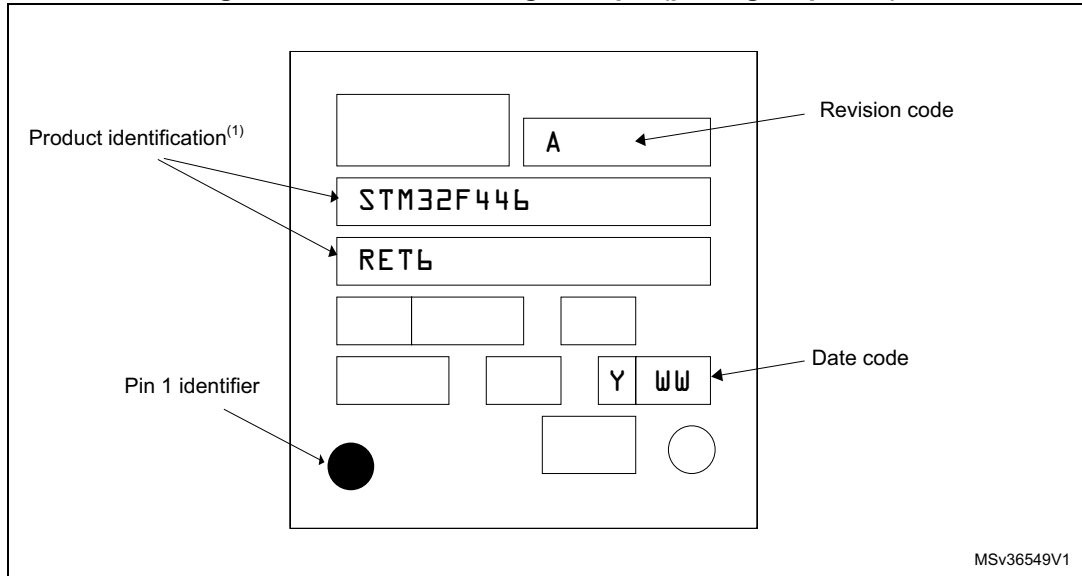 Revision code
Product identification(1)
A
STM32F446
RET6
Date code
Y WW
Pin 1 identifier
MSv36549V1